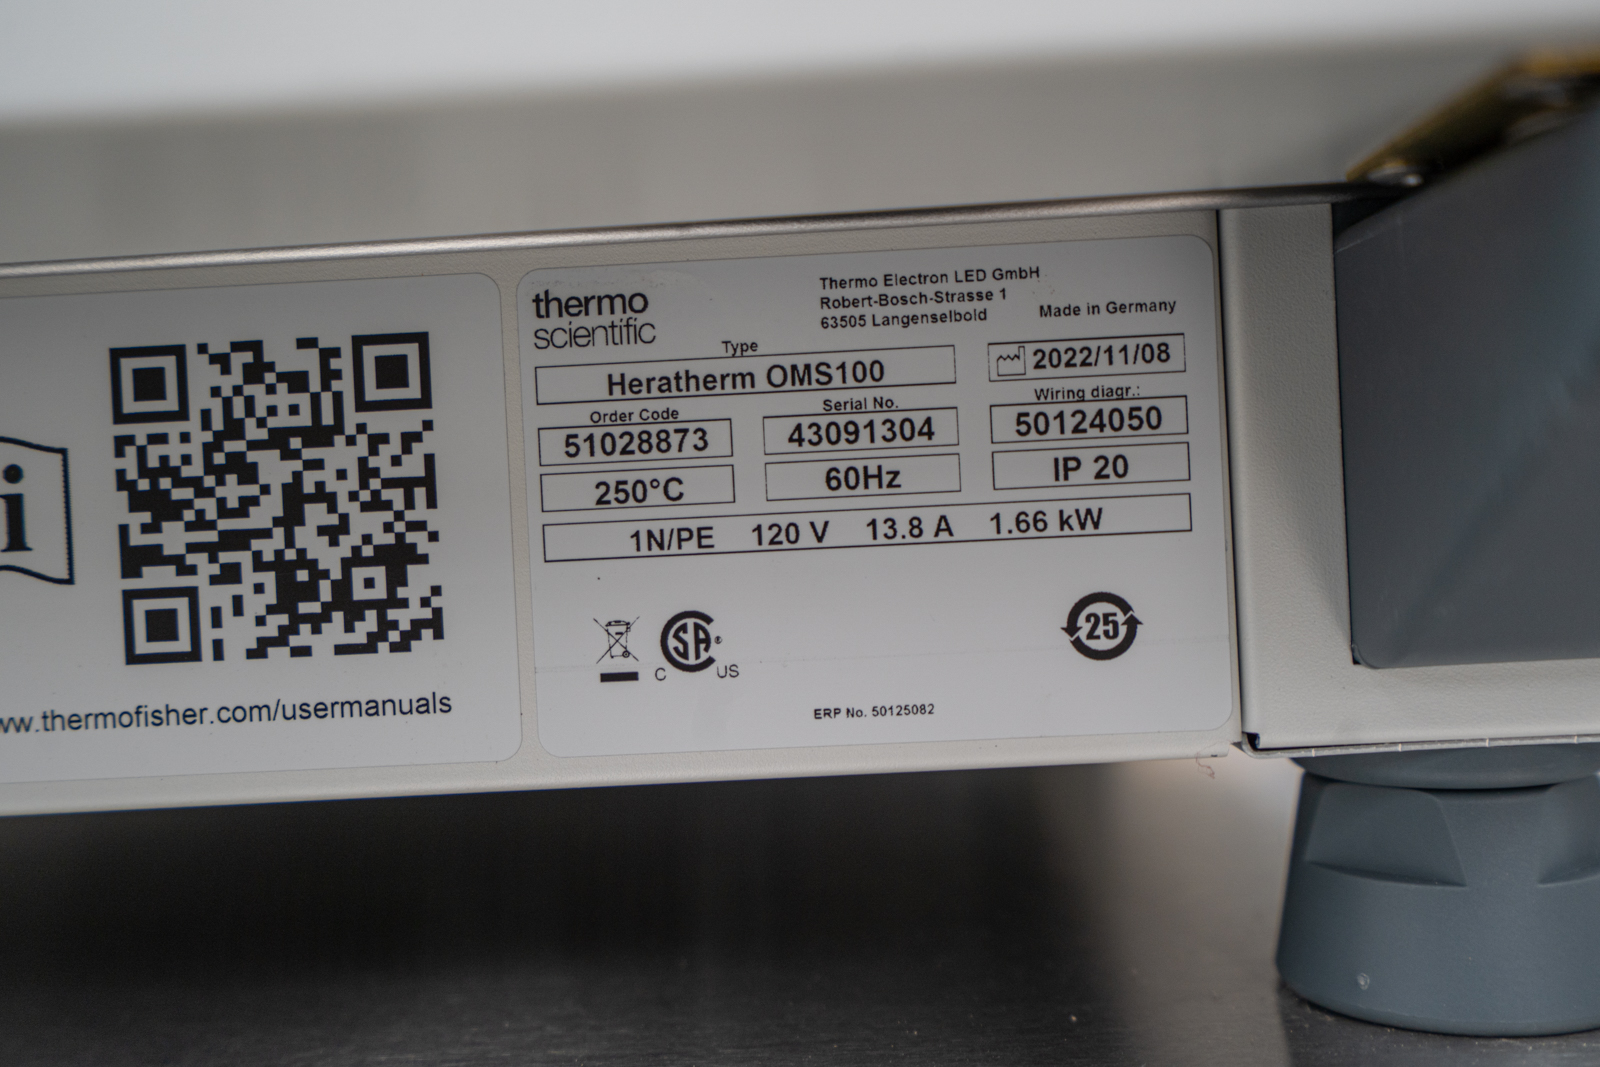 i
ww.thermofisher.com/usermanuals
thermo
scientific
Thermo Electron LED GmbH
Robert-Bosch-Strasse 1
63505 Langenselbold
Made in Germany
Type
Heratherm OMS100
2022/11/08
Order Code
Serial No.
Wiring diagr.:
51028873
43091304
50124050
250°C
60Hz
IP 20
1N/PE 120 V 13.8 A 1.66 kW
C SA® US
25
ERP No. 50125082